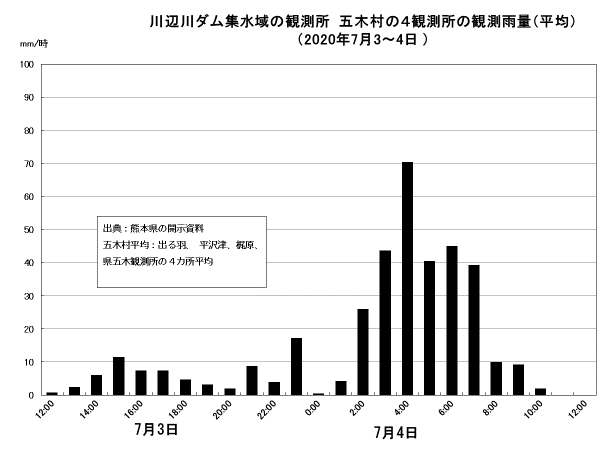 川辺川ダム集水域の観測所 五木村の4観測所の観測雨量(平均)
(2020年7月3〜4日)
mm/時
100
90
80
70
60
50
40
30
20
10
0
出典:熊本県の開示資料
五木村平均:出る羽、平沢津、梶原、
県五木観測所の4カ所平均
12:00 14:00 16:00 18:00 20:00 22:00 0:00 2:00 4:00 6:00 8:00 10:00 12:00
7月3日 7月4日